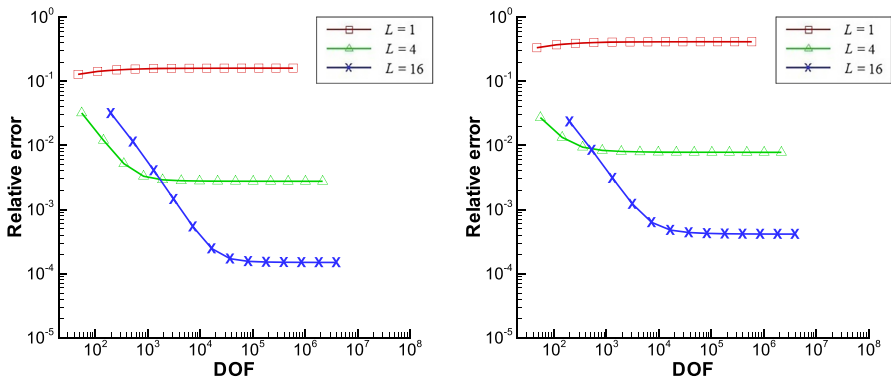 10^0
10^-1
10^-2
10^-3
10^-4
10^-5
Relative error
10^2 10^3 10^4 10^5 10^6 10^7 10^8
DOF
L = 1
L = 4
L = 16
10^0
10^-1
10^-2
10^-3
10^-4
10^-5
Relative error
10^2 10^3 10^4 10^5 10^6 10^7 10^8
DOF
L = 1
L = 4
L = 16